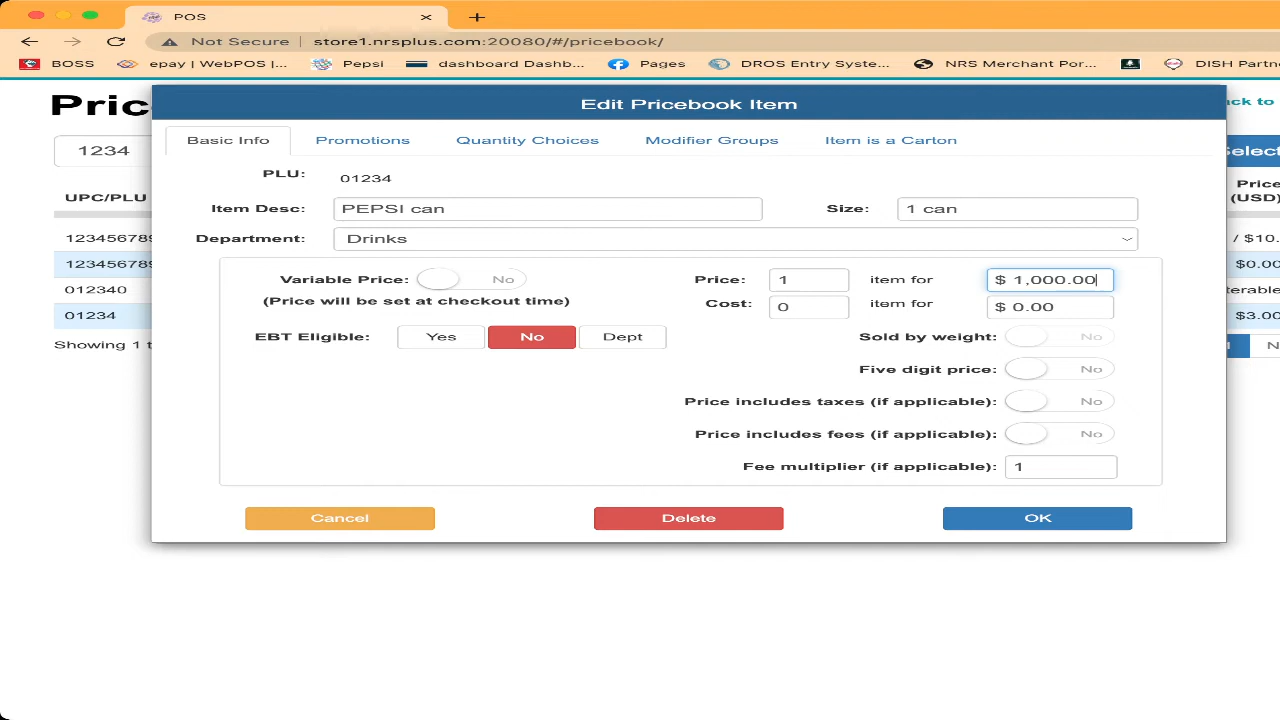 POS
Not Secure | store1.nrsplus.com:20080/#/pricebook/
BOSS epay | WebPOS |... Pepsi dashboard Dashb... Pages DROS Entry Syste... NRS Merchant Por... DISH Partn
Pric
ck to
Edit Pricebook Item
Basic Info Promotions Quantity Choices Modifier Groups Item is a Carton
1234
Select
PLU: 01234
UPC/PLU
Price (USD)
Item Desc: PEPSI can Size: 1 can
Department: Drinks
123456789
/ $10.
123456789
$0.00
012340
terable
01234
$3.00
Showing 1 t
Variable Price: No Price: 1 item for $ 1,000.00
(Price will be set at checkout time) Cost: 0 item for $ 0.00
EBT Eligible: Yes No Dept Sold by weight: No
Five digit price: No
Price includes taxes (if applicable): No
Price includes fees (if applicable): No
Fee multiplier (if applicable): 1
Cancel Delete OK